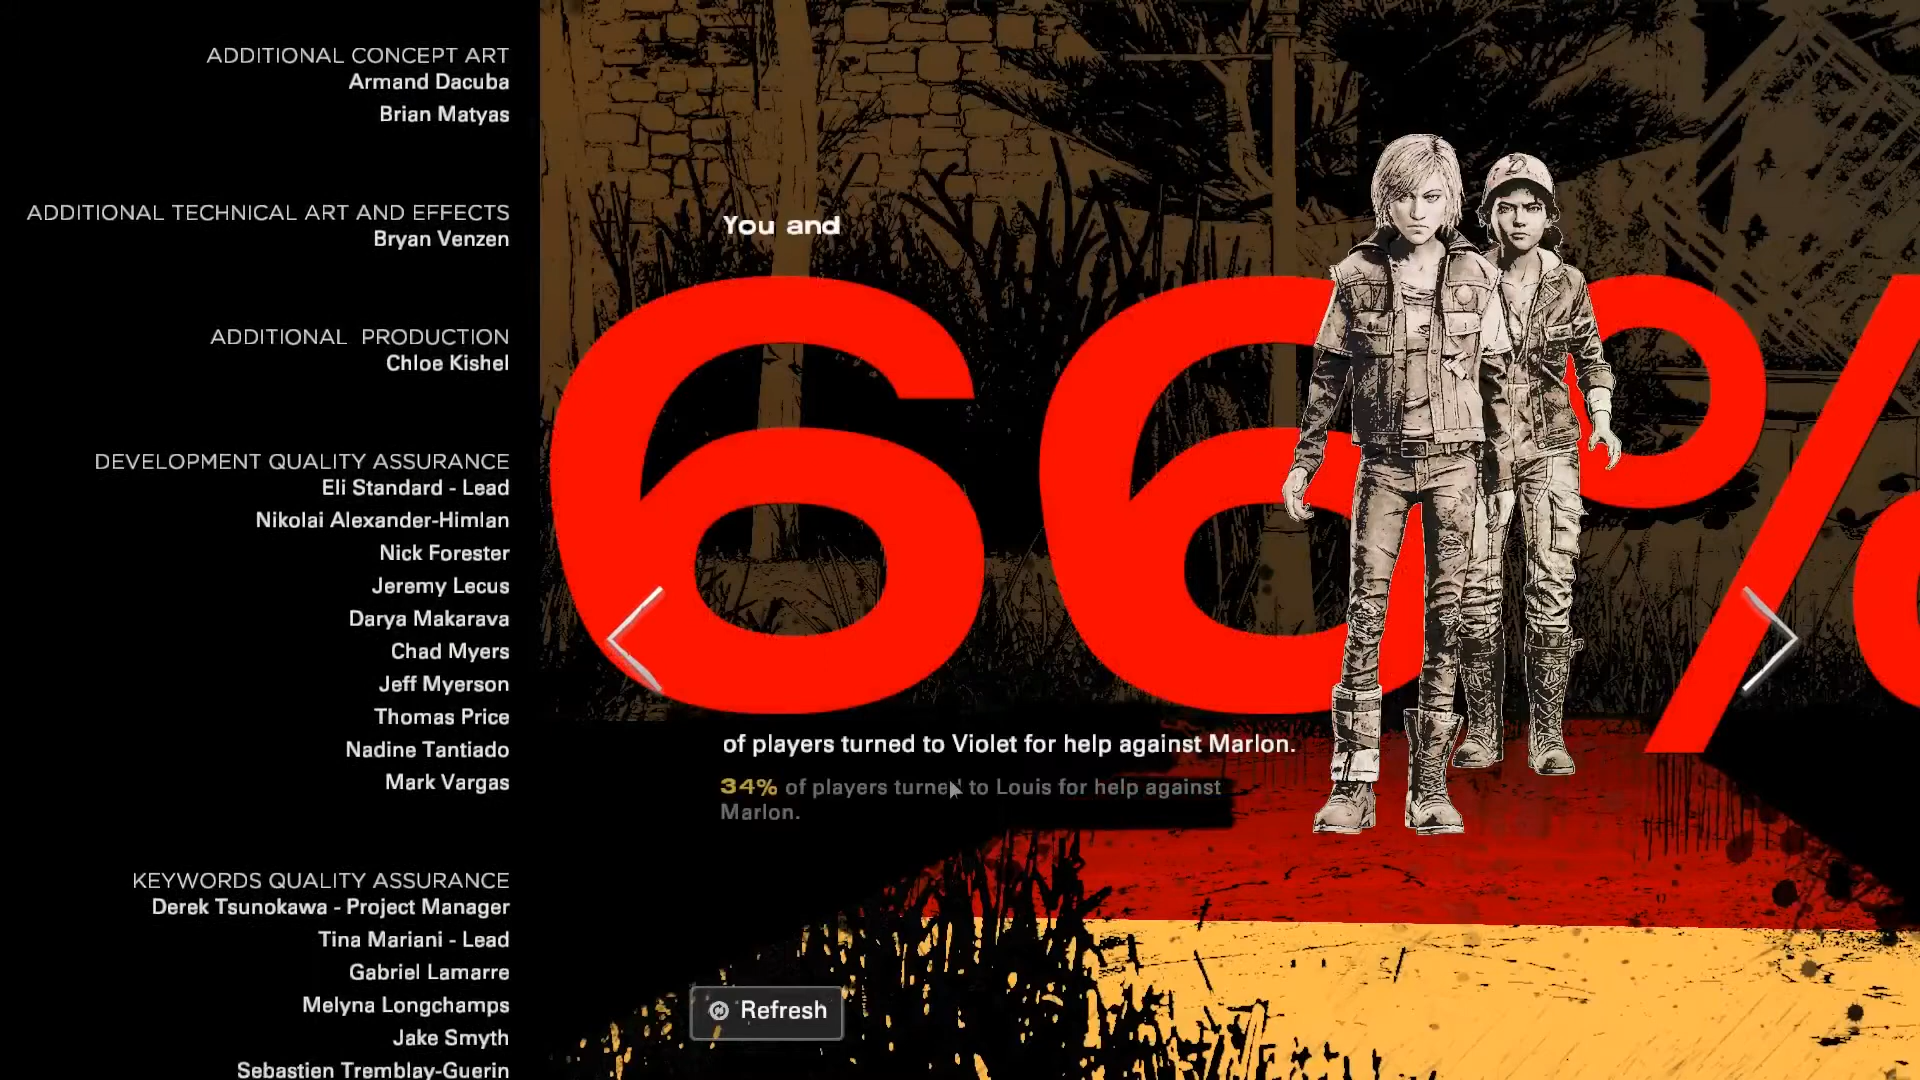 ADDITIONAL CONCEPT ART
Armand Dacuba
Brian Matyas
ADDITIONAL TECHNICAL ART AND EFFECTS
Bryan Venzen
ADDITIONAL PRODUCTION
Chloe Kishel
DEVELOPMENT QUALITY ASSURANCE
Eli Standard - Lead
Nikolai Alexander-Himlan
Nick Forester
Jeremy Lecus
Darya Makarava
Chad Myers
Jeff Myerson
Thomas Price
Nadine Tantiado
Mark Vargas
KEYWORDS QUALITY ASSURANCE
Derek Tsunokawa - Project Manager
Tina Mariani - Lead
Gabriel Lamarre
Melyna Longchamps
Jake Smyth
Sebastien Tremblay-Guerin
You and
66%
of players turned to Violet for help against Marlon.
34% of players turned to Louis for help against
Marlon.
Refresh